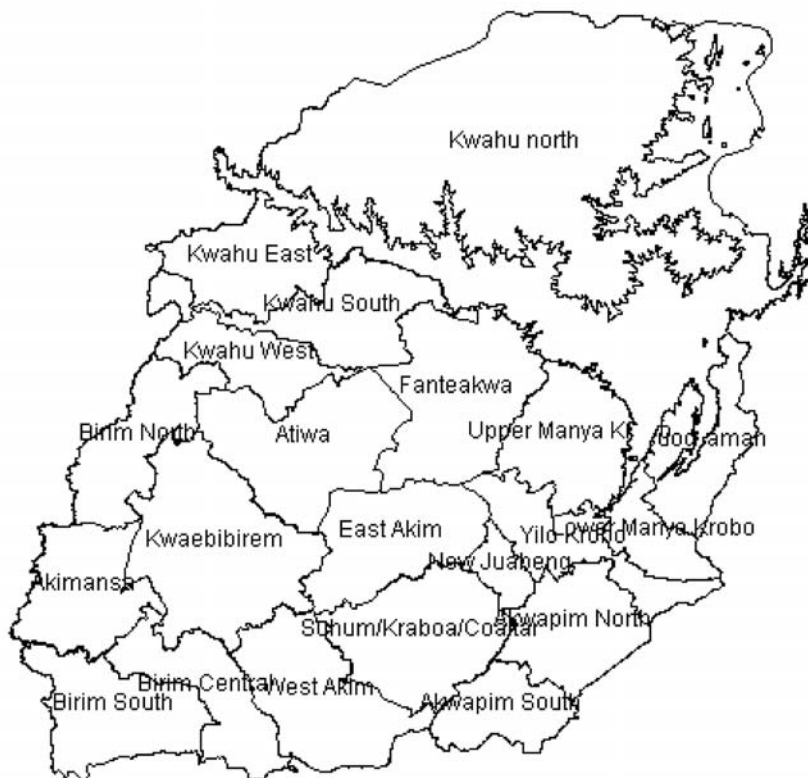 Kwahu north
Kwahu East
Kwahu South
Kwahu West
Fanteakwa
Birim North
Atiwa
Upper Manya K
East Akim
Yilo Krobo
Lower Manya Krobo
Kwaebibirem
New Juabeng
Akimansa
Suhum/Kraboa/Coaltar
Akwapim North
Birim Central
West Akim
Birim South
Akwapim South